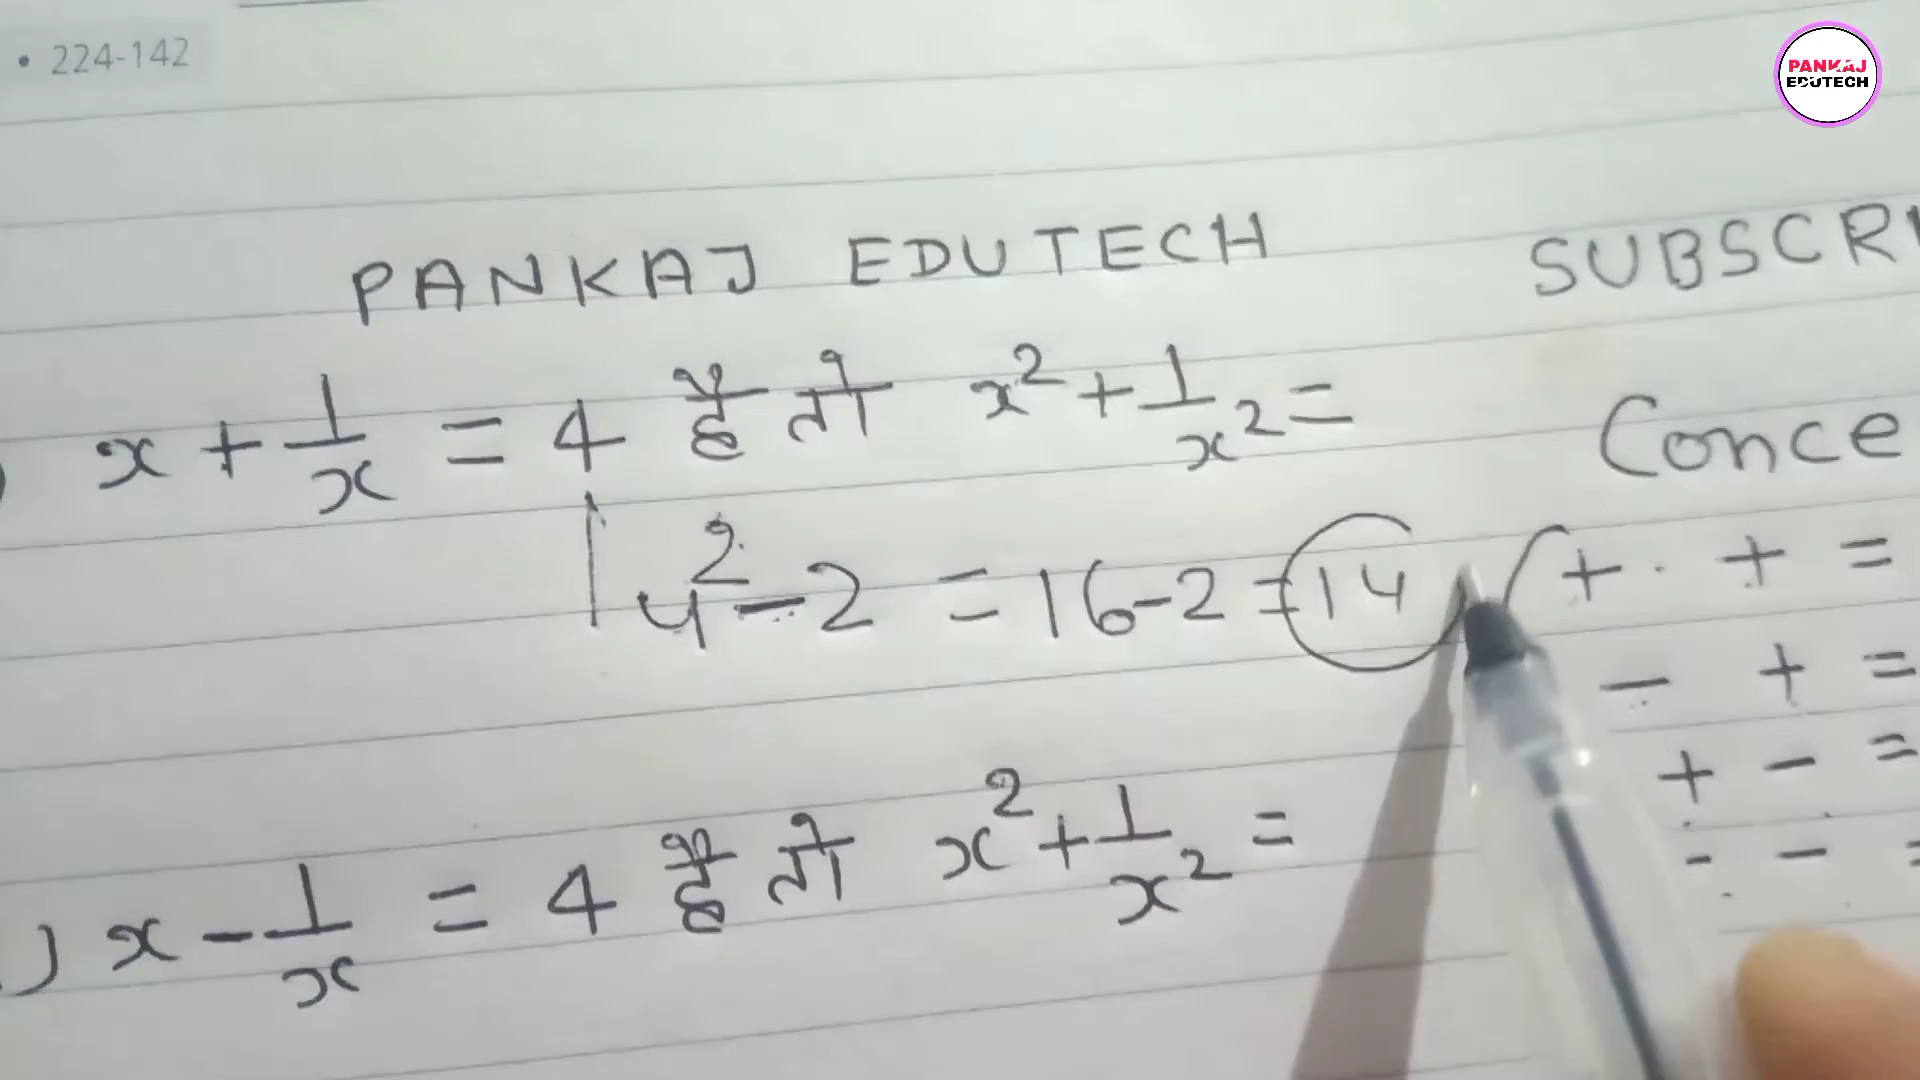 • 224-142
PANKAJ
EDUTECH
PANKAJ EDUTECH SUBSCR
x + 1/x = 4 है तो x² + 1/x² =
Conce
4² - 2 = 16 - 2 = 14
+ + =
- + =
+ - =
- - =
) x - 1/x = 4 है तो x² + 1/x² =